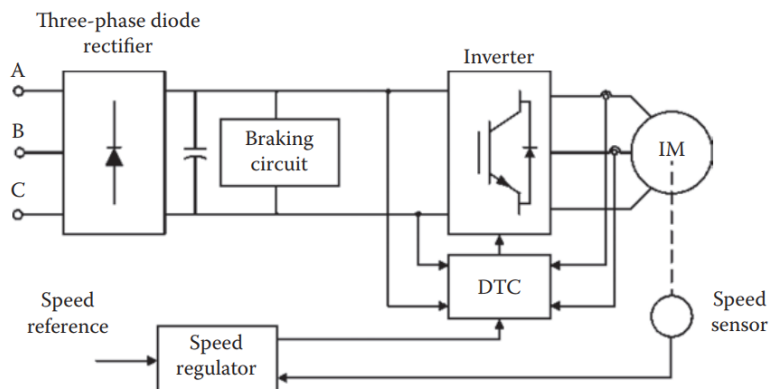 Three-phase diode
rectifier
Inverter
A
B
C
Braking
circuit
IM
DTC
Speed
reference
Speed
regulator
Speed
sensor